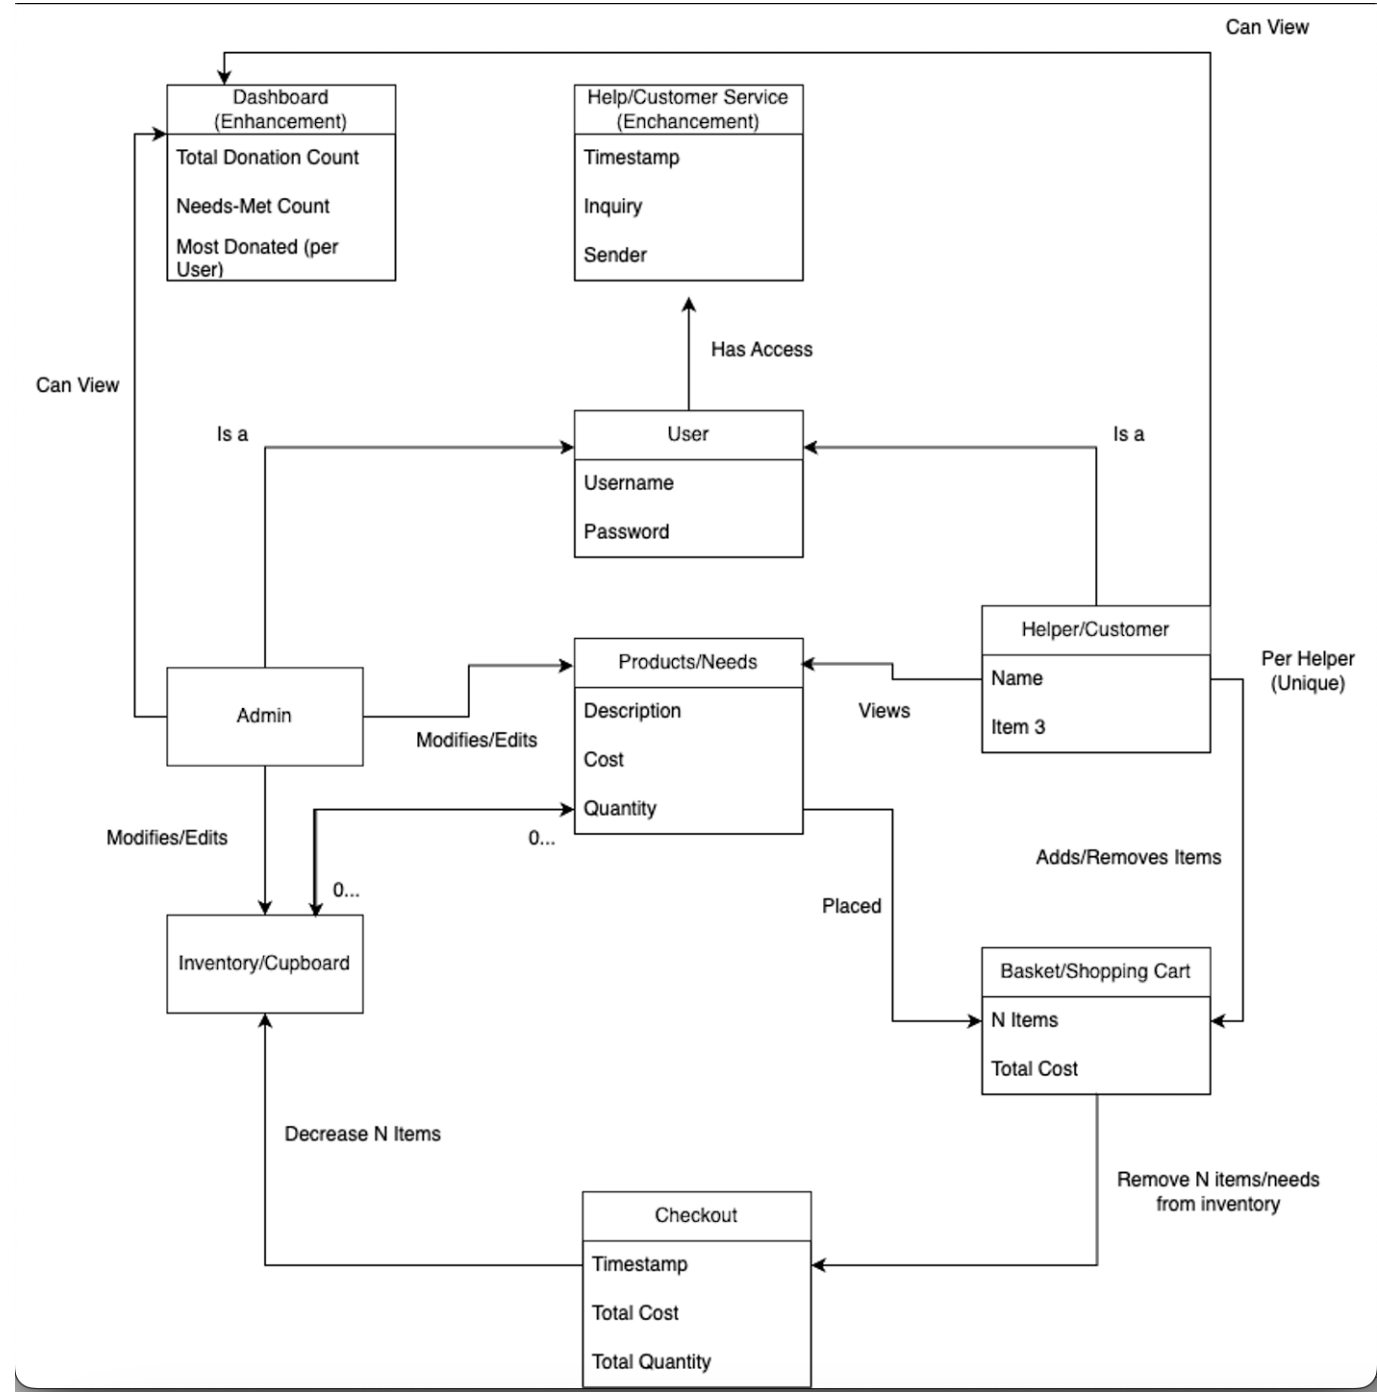 Can View
Dashboard
(Enhancement)
Total Donation Count
Needs-Met Count
Most Donated (per
User)
Help/Customer Service
(Enchancement)
Timestamp
Inquiry
Sender
Has Access
Can View
Is a
User
Username
Password
Is a
Helper/Customer
Name
Item 3
Per Helper
(Unique)
Products/Needs
Description
Cost
Quantity
Views
Admin
Modifies/Edits
Modifies/Edits
0...
0...
Adds/Removes Items
Placed
Inventory/Cupboard
Basket/Shopping Cart
N Items
Total Cost
Decrease N Items
Remove N items/needs
from inventory
Checkout
Timestamp
Total Cost
Total Quantity